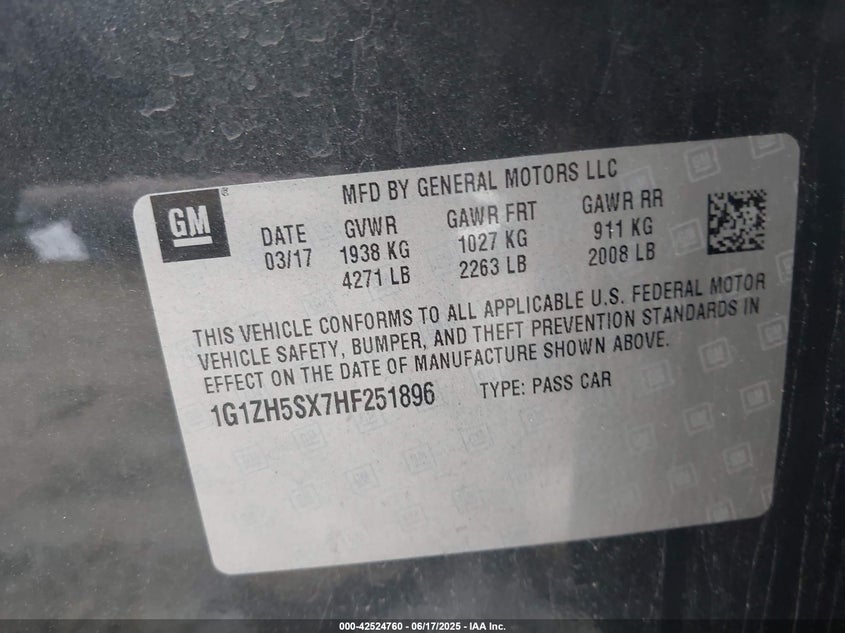 GM
MFD BY GENERAL MOTORS LLC
DATE GVWR GAWR FRT GAWR RR
03/17 1938 KG 1027 KG 911 KG
4271 LB 2263 LB 2008 LB
THIS VEHICLE CONFORMS TO ALL APPLICABLE U.S. FEDERAL MOTOR
VEHICLE SAFETY, BUMPER, AND THEFT PREVENTION STANDARDS IN
EFFECT ON THE DATE OF MANUFACTURE SHOWN ABOVE.
1G1ZH5SX7HF251896 TYPE: PASS CAR
000-42524760 - 06/17/2025 - IAA Inc.